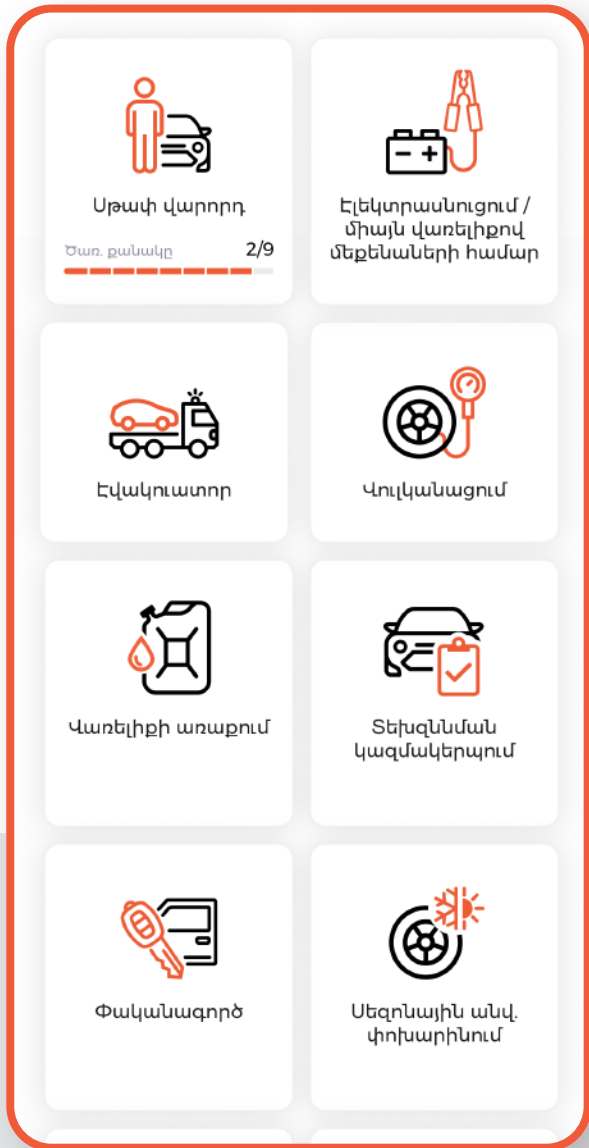 Սթափ վարորդ
Ծառ. քանակը 2/9
Էլեկտրասնուցում /
միայն վառելիքով
մեքենաների համար
Էվակուատոր
Վուլկանացում
Վառելիքի առաքում
Տեխզննման
կազմակերպում
Փականագործ
Սեզոնային անվ.
փոխարինում